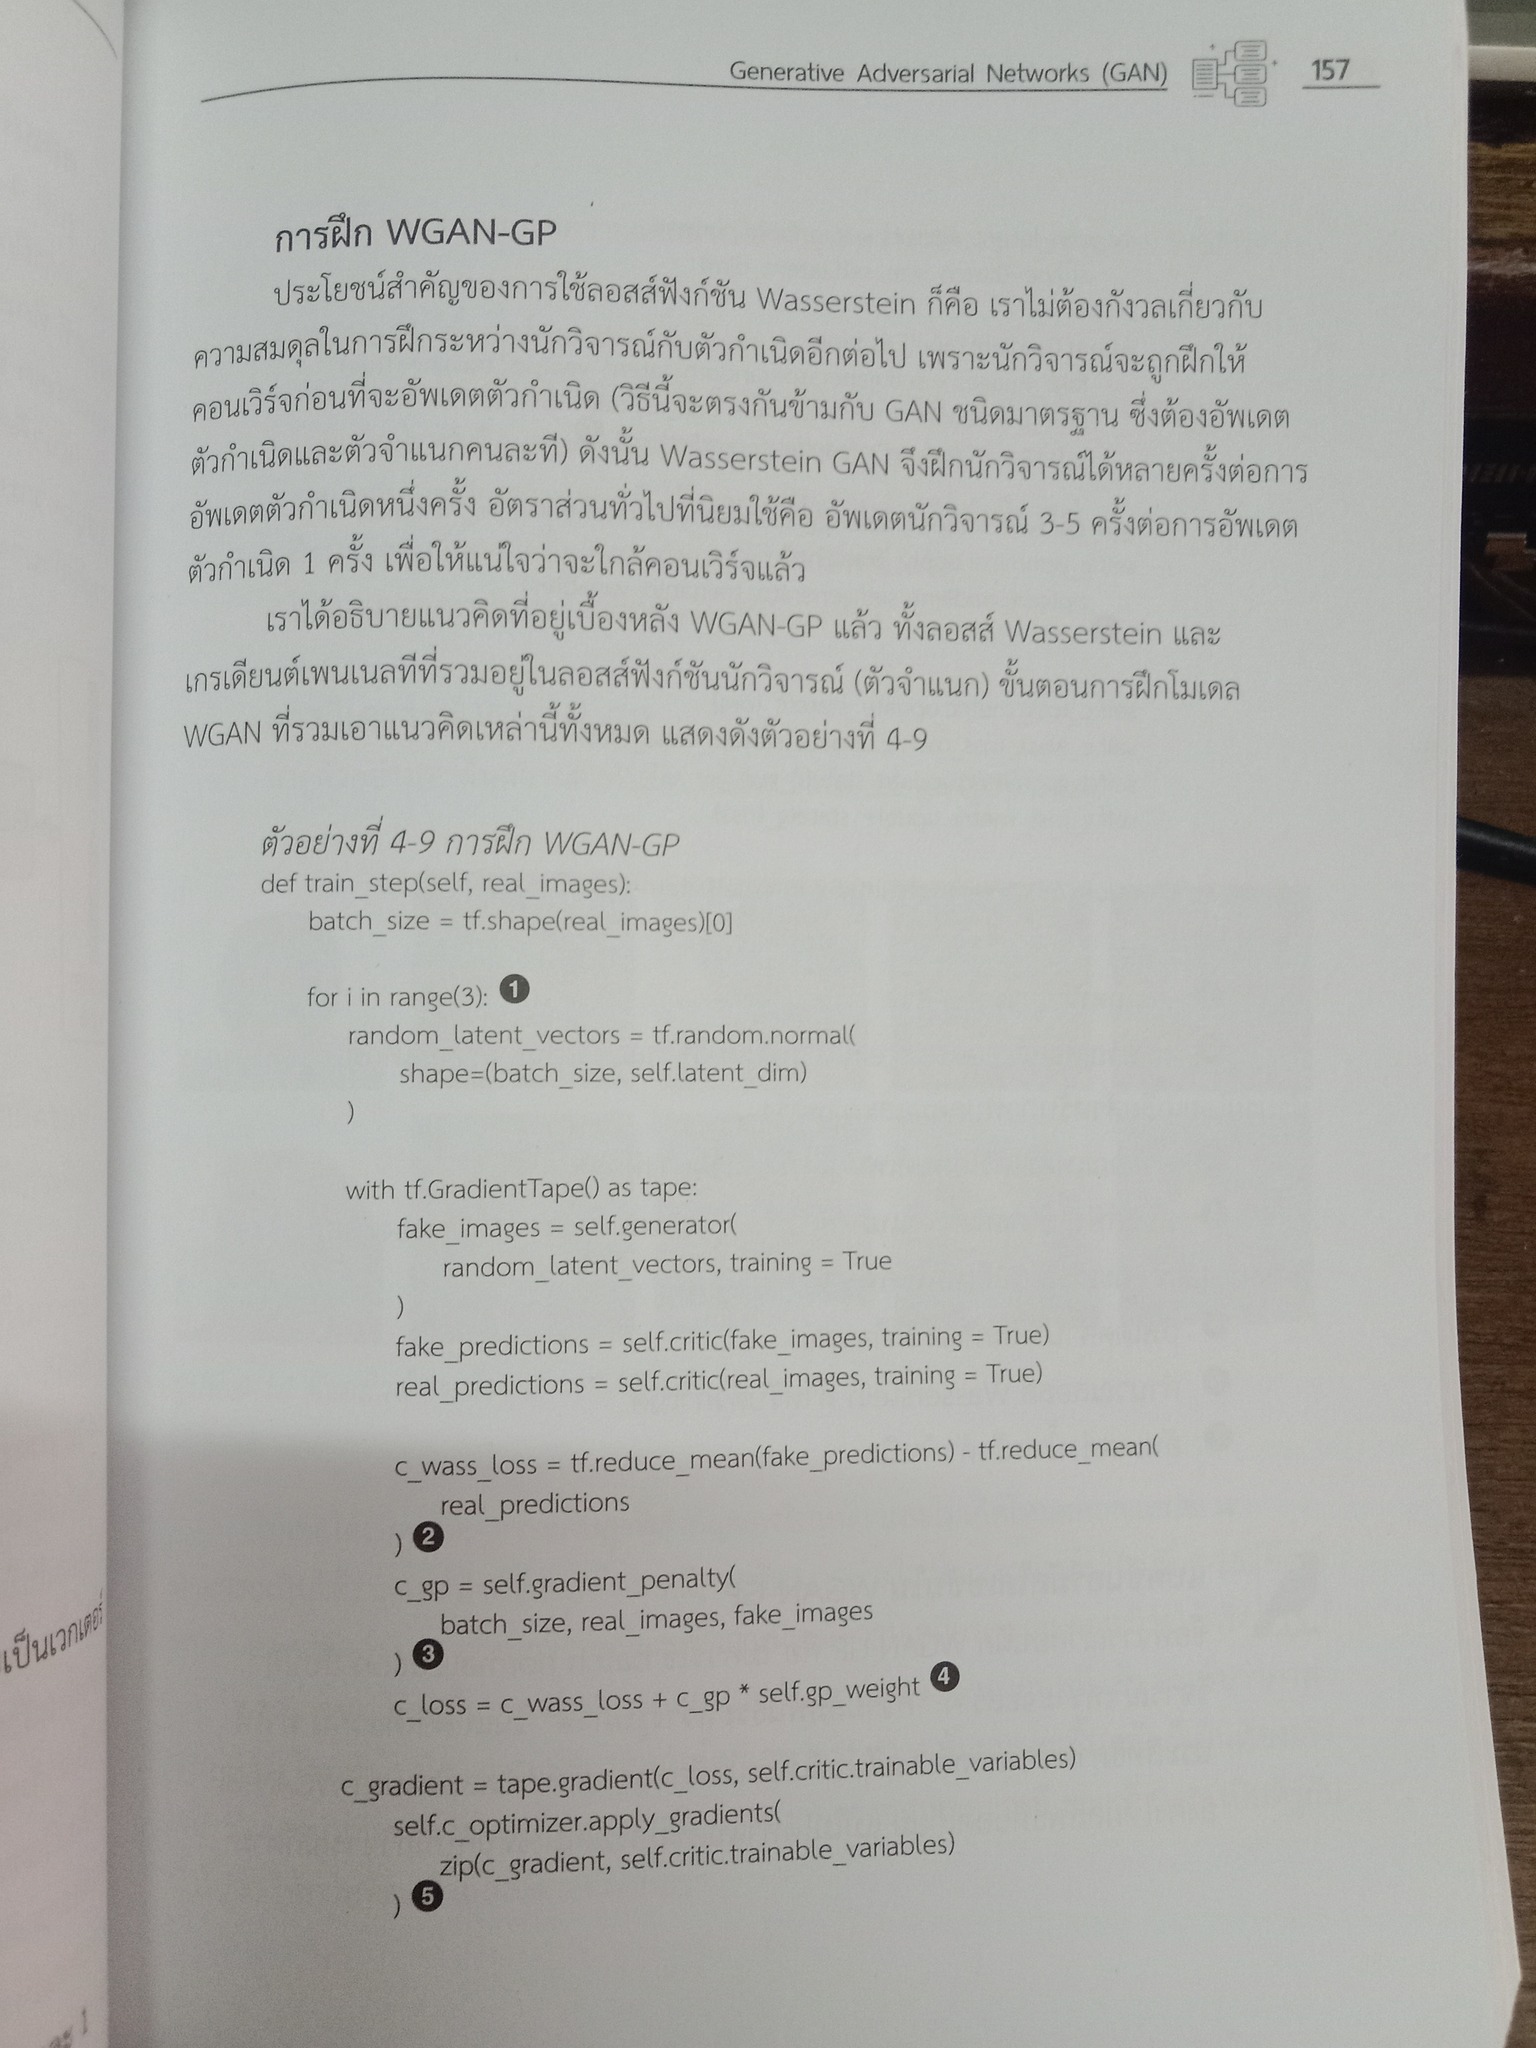 Generative Adversarial Networks (GAN) 157
การฝึก WGAN-GP
ประโยชน์สำคัญของการใช้ลอสส์ฟังก์ชัน Wasserstein ก็คือ เราไม่ต้องกังวลเกี่ยวกับ
ความสมดุลในการฝึกระหว่างนักวิจารณ์กับตัวกำเนิดอีกต่อไป เพราะนักวิจารณ์จะถูกฝึกให้
คอนเวิร์จก่อนที่จะอัพเดตตัวกำเนิด (วิธีนี้จะตรงกันข้ามกับ GAN ชนิดมาตรฐาน ซึ่งต้องอัพเดต
ตัวกำเนิดและตัวจำแนกคนละที) ดังนั้น Wasserstein GAN จึงฝึกนักวิจารณ์ได้หลายครั้งต่อการ
อัพเดตตัวกำเนิดหนึ่งครั้ง อัตราส่วนทั่วไปที่นิยมใช้คือ อัพเดตนักวิจารณ์ 3-5 ครั้งต่อการอัพเดต
ตัวกำเนิด 1 ครั้ง เพื่อให้แน่ใจว่าจะใกล้คอนเวิร์จแล้ว
เราได้อธิบายแนวคิดที่อยู่เบื้องหลัง WGAN-GP แล้ว ทั้งลอสส์ Wasserstein และ
เกรเดียนต์เพนเนลทีที่รวมอยู่ในลอสส์ฟังก์ชันนักวิจารณ์ (ตัวจำแนก) ขั้นตอนการฝึกโมเดล
WGAN ที่รวมเอาแนวคิดเหล่านี้ทั้งหมด แสดงดังตัวอย่างที่ 4-9
ตัวอย่างที่ 4-9 การฝึก WGAN-GP
def train_step(self, real_images):
batch_size = tf.shape(real_images)[0]
for i in range(3): 1
random_latent_vectors = tf.random.normal(
shape=(batch_size, self.latent_dim)
)
with tf.GradientTape() as tape:
fake_images = self.generator(
random_latent_vectors, training = True
)
fake_predictions = self.critic(fake_images, training = True)
real_predictions = self.critic(real_images, training = True)
c_wass_loss = tf.reduce_mean(fake_predictions) - tf.reduce_mean(
real_predictions
) 2
c_gp = self.gradient_penalty(
batch_size, real_images, fake_images
) 3
c_loss = c_wass_loss + c_gp * self.gp_weight 4
c_gradient = tape.gradient(c_loss, self.critic.trainable_variables)
self.c_optimizer.apply_gradients(
zip(c_gradient, self.critic.trainable_variables)
) 5
เป็นเวกเตอร์